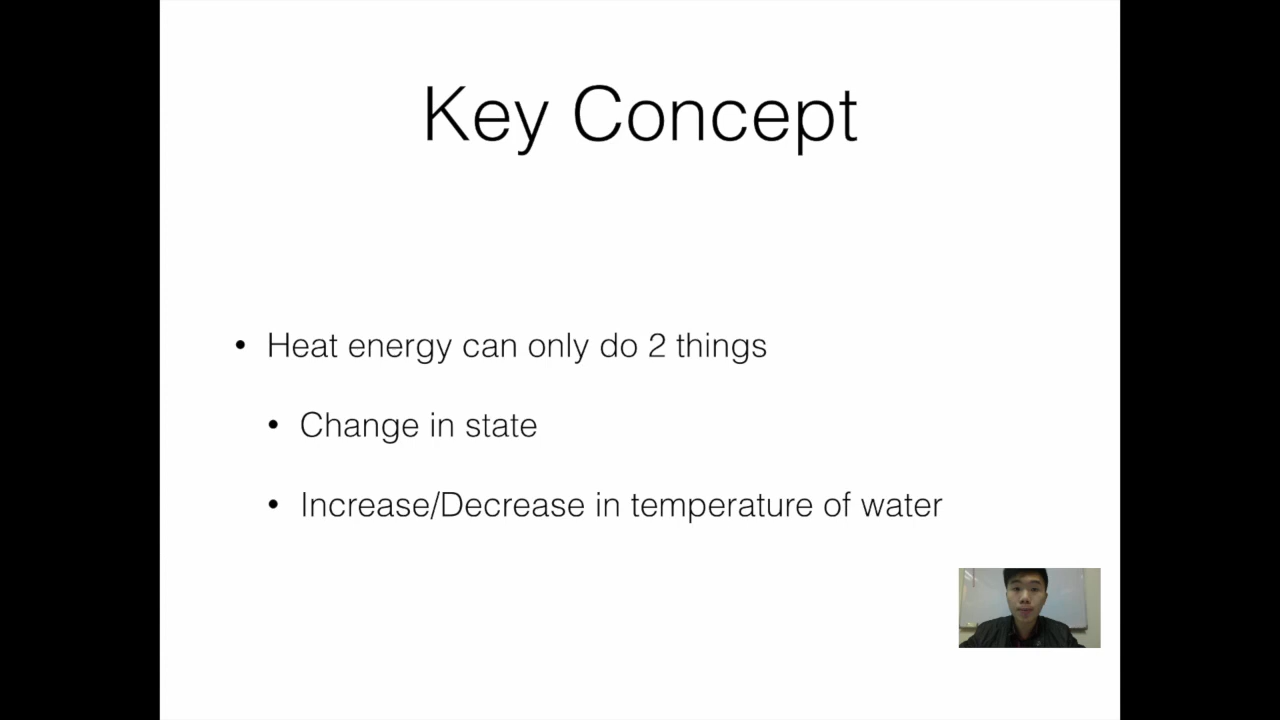 Key Concept
• Heat energy can only do 2 things
• Change in state
• Increase/Decrease in temperature of water